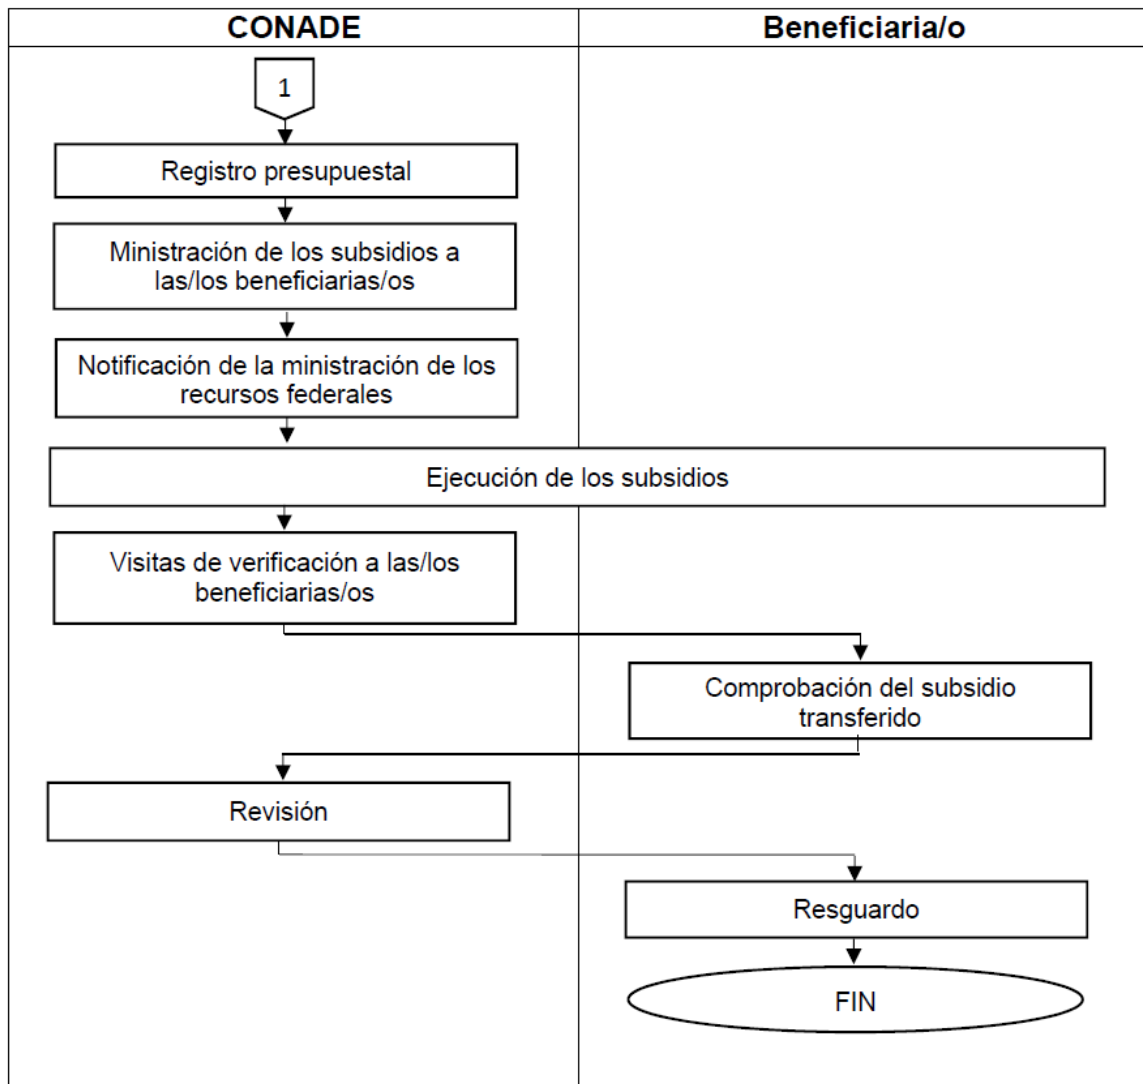 CONADE
Beneficiaria/o
1
Registro presupuestal
Ministración de los subsidios a
las/los beneficiarias/os
Notificación de la ministración de los
recursos federales
Ejecución de los subsidios
Visitas de verificación a las/los
beneficiarias/os
Comprobación del subsidio
transferido
Revisión
Resguardo
FIN